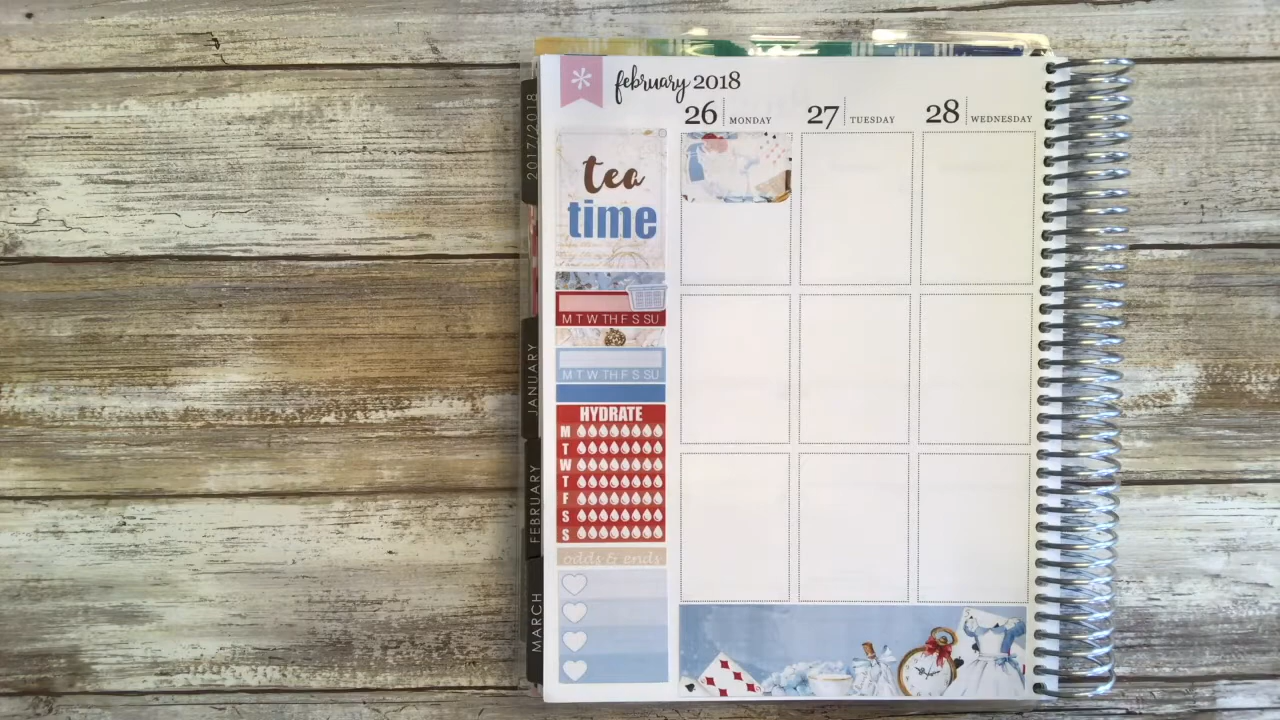 february 2018
26 MONDAY
27 TUESDAY
28 WEDNESDAY
2017/2018
JANUARY
FEBRUARY
MARCH
tea
time
M T W TH F S SU
M T W TH F S SU
HYDRATE
M
T
W
T
F
S
S
odds & ends